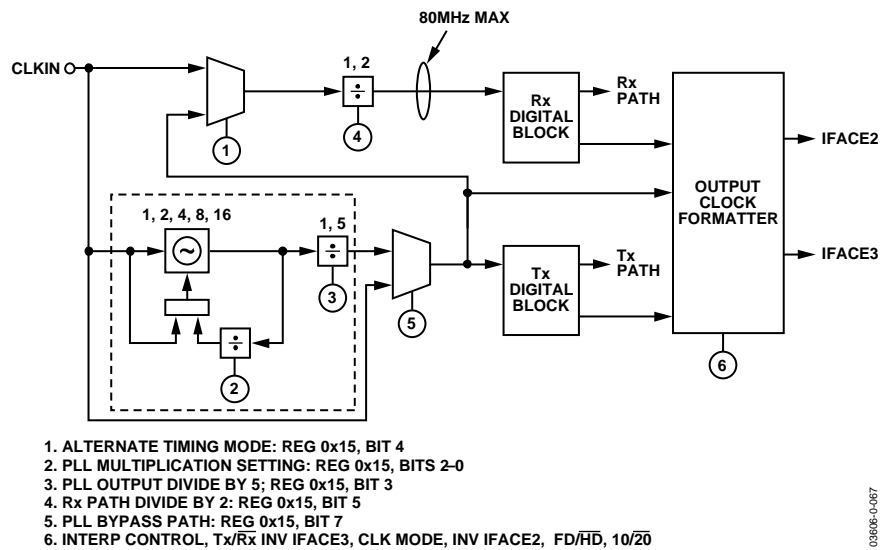 80MHz MAX
CLKIN
1, 2
÷
Rx
DIGITAL
BLOCK
Rx
PATH
1
4
IFACE2
OUTPUT
CLOCK
FORMATTER
1, 2, 4, 8, 16
~
1, 5
÷
3
5
Tx
DIGITAL
BLOCK
Tx
PATH
IFACE3
÷
2
6
1. ALTERNATE TIMING MODE: REG 0x15, BIT 4
2. PLL MULTIPLICATION SETTING: REG 0x15, BITS 2–0
3. PLL OUTPUT DIVIDE BY 5; REG 0x15, BIT 3
4. Rx PATH DIVIDE BY 2: REG 0x15, BIT 5
5. PLL BYPASS PATH: REG 0x15, BIT 7
6. INTERP CONTROL, Tx/R̅x̅ INV IFACE3, CLK MODE, INV IFACE2, FD/H̅D̅, 10/2̅0̅
03606-0-067